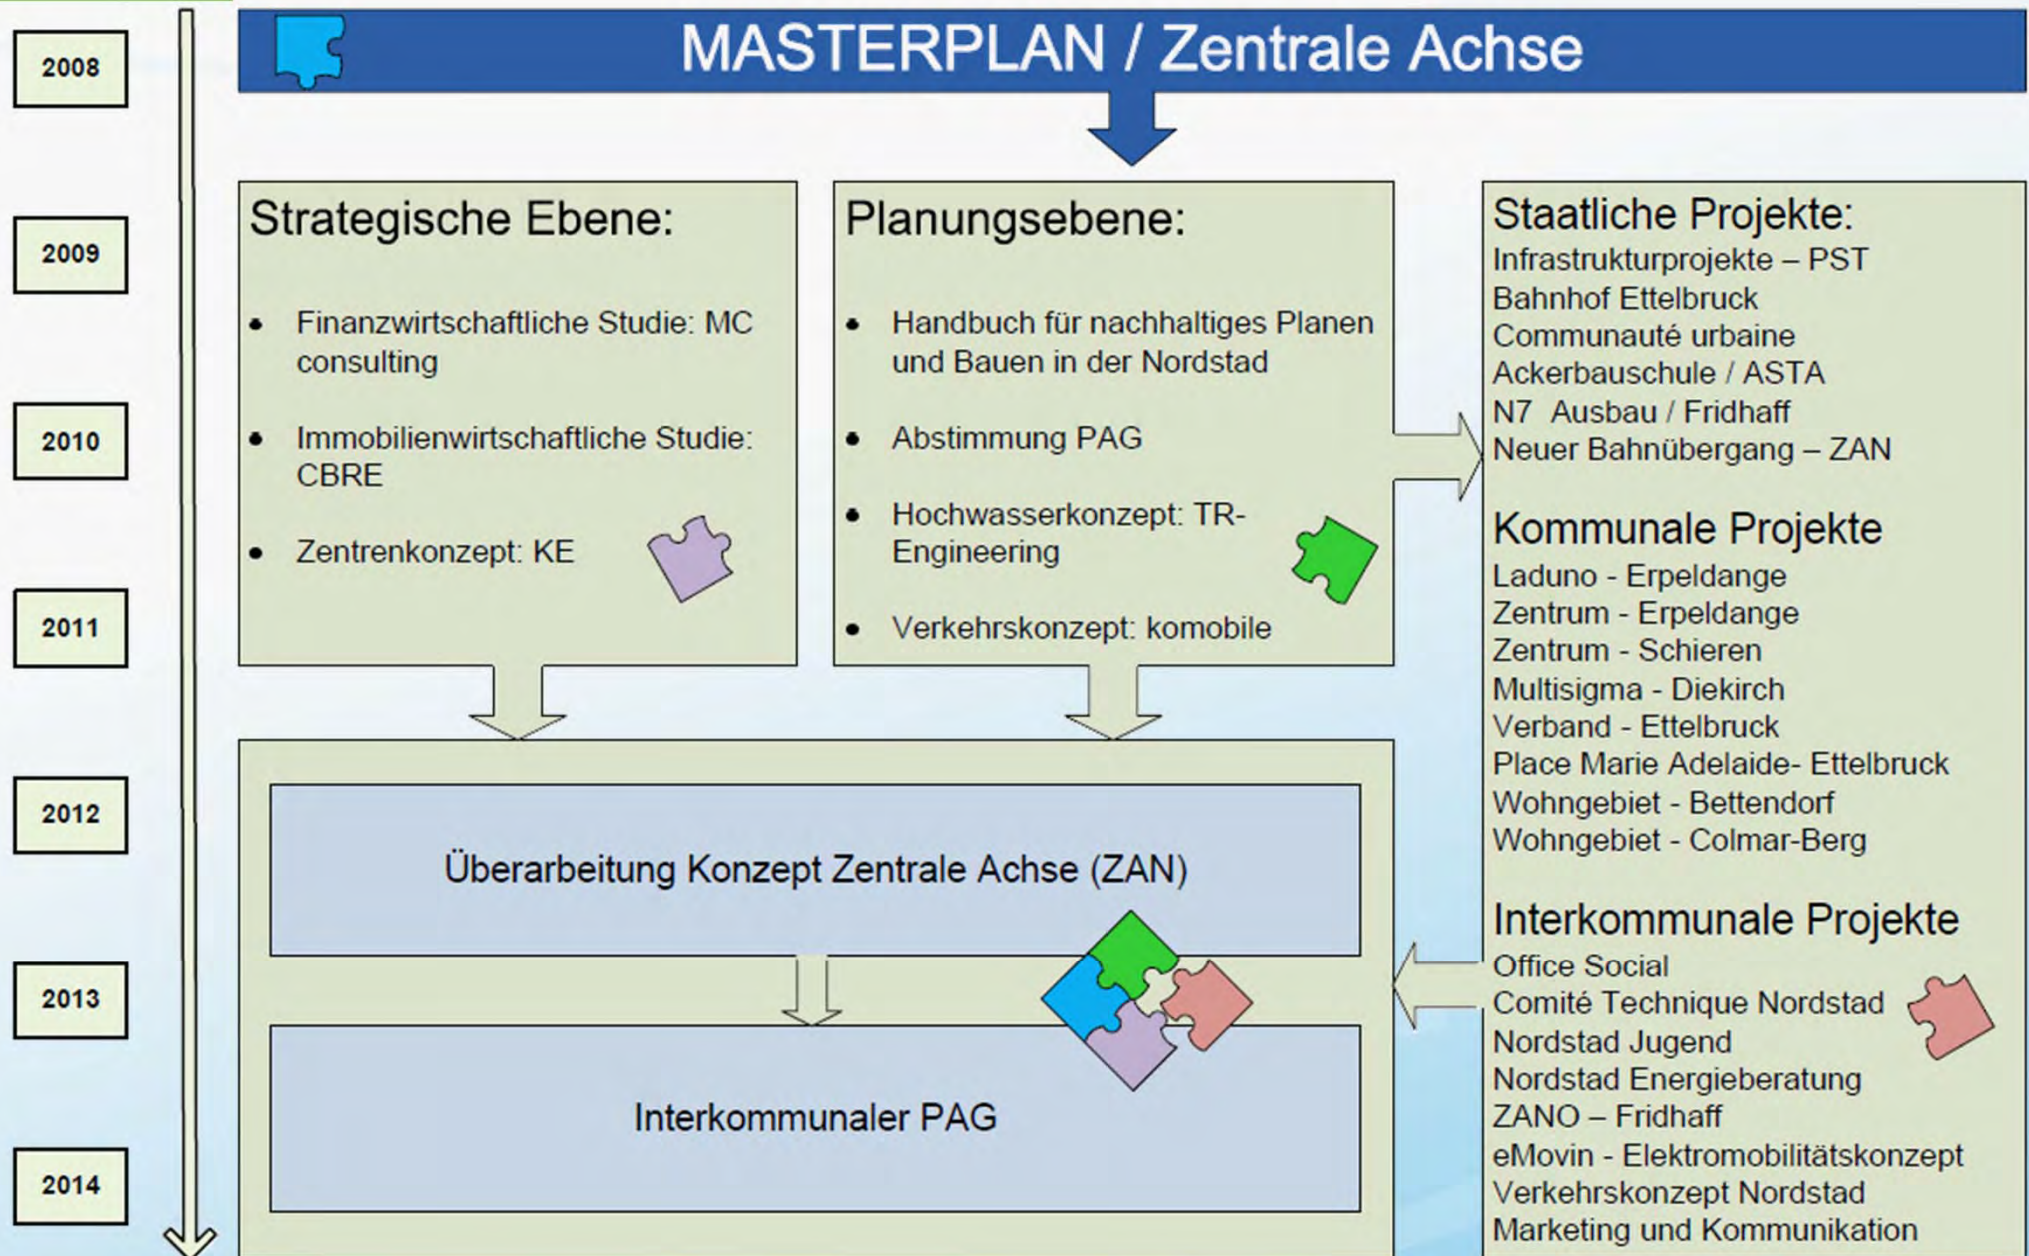 MASTERPLAN / Zentrale Achse
2008
2009
2010
2011
2012
2013
2014
Strategische Ebene:
• Finanzwirtschaftliche Studie: MC
consulting
• Immobilienwirtschaftliche Studie:
CBRE
• Zentrenkonzept: KE
Planungsebene:
• Handbuch für nachhaltiges Planen
und Bauen in der Nordstad
• Abstimmung PAG
• Hochwasserkonzept: TR-
Engineering
• Verkehrskonzept: komobile
Überarbeitung Konzept Zentrale Achse (ZAN)
Interkommunaler PAG
Staatliche Projekte:
Infrastrukturprojekte – PST
Bahnhof Ettelbruck
Communauté urbaine
Ackerbauschule / ASTA
N7 Ausbau / Fridhaff
Neuer Bahnübergang – ZAN
Kommunale Projekte
Laduno - Erpeldange
Zentrum - Erpeldange
Zentrum - Schieren
Multisigma - Diekirch
Verband - Ettelbruck
Place Marie Adelaide- Ettelbruck
Wohngebiet - Bettendorf
Wohngebiet - Colmar-Berg
Interkommunale Projekte
Office Social
Comité Technique Nordstad
Nordstad Jugend
Nordstad Energieberatung
ZANO – Fridhaff
eMovin - Elektromobilitätskonzept
Verkehrskonzept Nordstad
Marketing und Kommunikation